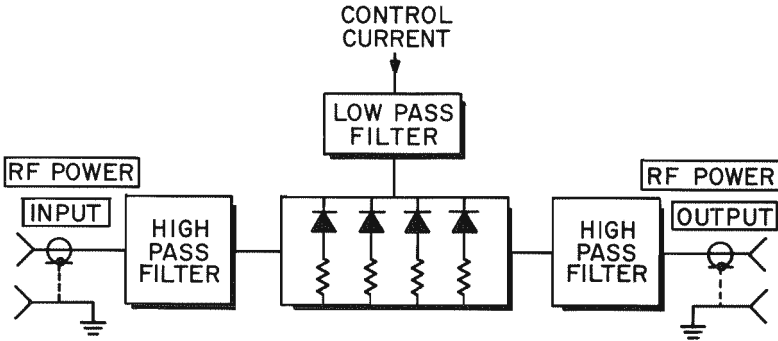 CONTROL
CURRENT
LOW PASS
FILTER
RF POWER
INPUT
HIGH
PASS
FILTER
HIGH
PASS
FILTER
RF POWER
OUTPUT